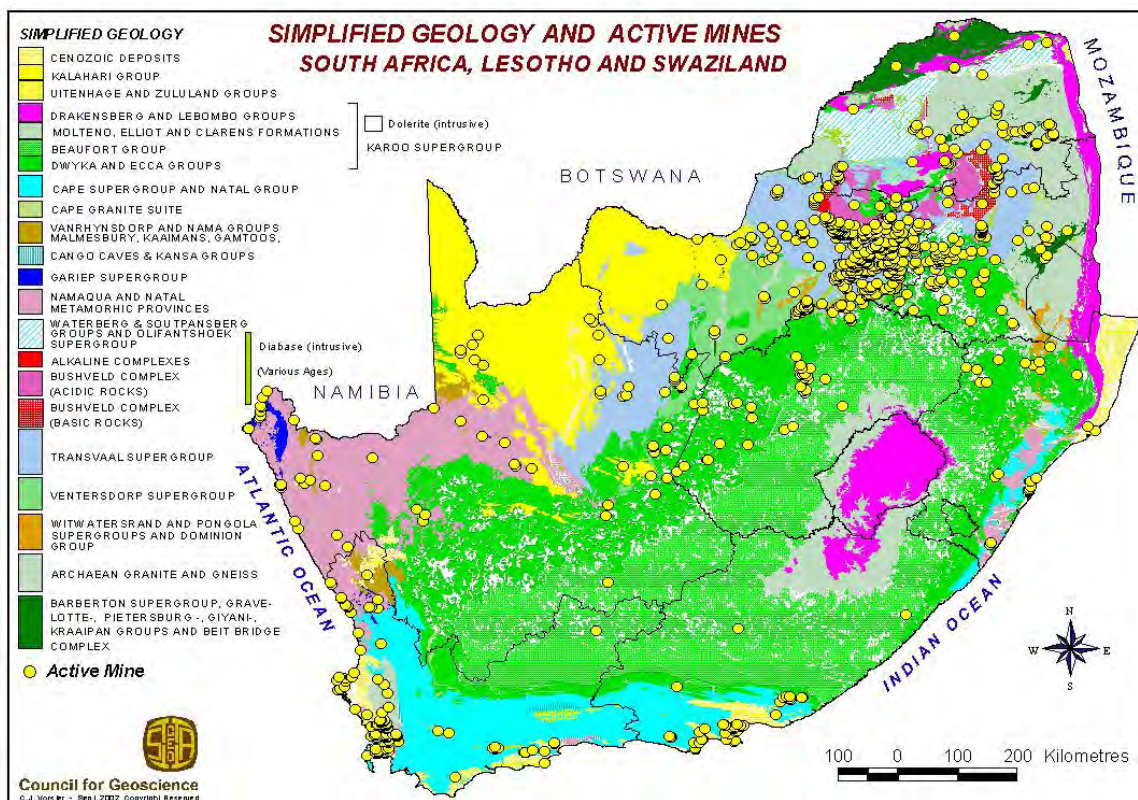 SIMPLIFIED GEOLOGY AND ACTIVE MINES
SOUTH AFRICA, LESOTHO AND SWAZILAND
SIMPLIFIED GEOLOGY
CENOZOIC DEPOSITS
KALAHARI GROUP
UITENHAGE AND ZULULAND GROUPS
DRAKENSBERG AND LEBOMBO GROUPS
MOLTENO, ELLIOT AND CLARENS FORMATIONS
BEAUFORT GROUP
DWYKA AND ECCA GROUPS
Dolerite (intrusive)
KAROO SUPERGROUP
CAPE SUPERGROUP AND NATAL GROUP
CAPE GRANITE SUITE
VANRHYNSDORP AND NAMA GROUPS
MALMESBURY, KAAIMANS, GAMTOOS,
CANGO CAVES & KANSA GROUPS
GARIEP SUPERGROUP
NAMAQUA AND NATAL
METAMORHIC PROVINCES
WATERBERG & SOUTPANSBERG
GROUPS AND OLIFANTSHOEK
SUPERGROUP
ALKALINE COMPLEXES
BUSHVELD COMPLEX
(ACIDIC ROCKS)
BUSHVELD COMPLEX
(BASIC ROCKS)
TRANSVAAL SUPERGROUP
VENTERSDORP SUPERGROUP
WITWATERSRAND AND PONGOLA
SUPERGROUPS AND DOMINION
GROUP
ARCHAEAN GRANITE AND GNEISS
BARBERTON SUPERGROUP, GRAVE-
LOTTE-, PIETERSBURG-, GIYANI-,
KRAAIPAN GROUPS AND BEIT BRIDGE
COMPLEX
Active Mine
Diabase (intrusive)
(Various Ages)
BOTSWANA
MOZAMBIQUE
NAMIBIA
ATLANTIC OCEAN
INDIAN OCEAN
N
W E
S
100 0 100 200 Kilometres
Council for Geoscience
C.J. Vorster - Sept 2002 Copyright Reserved